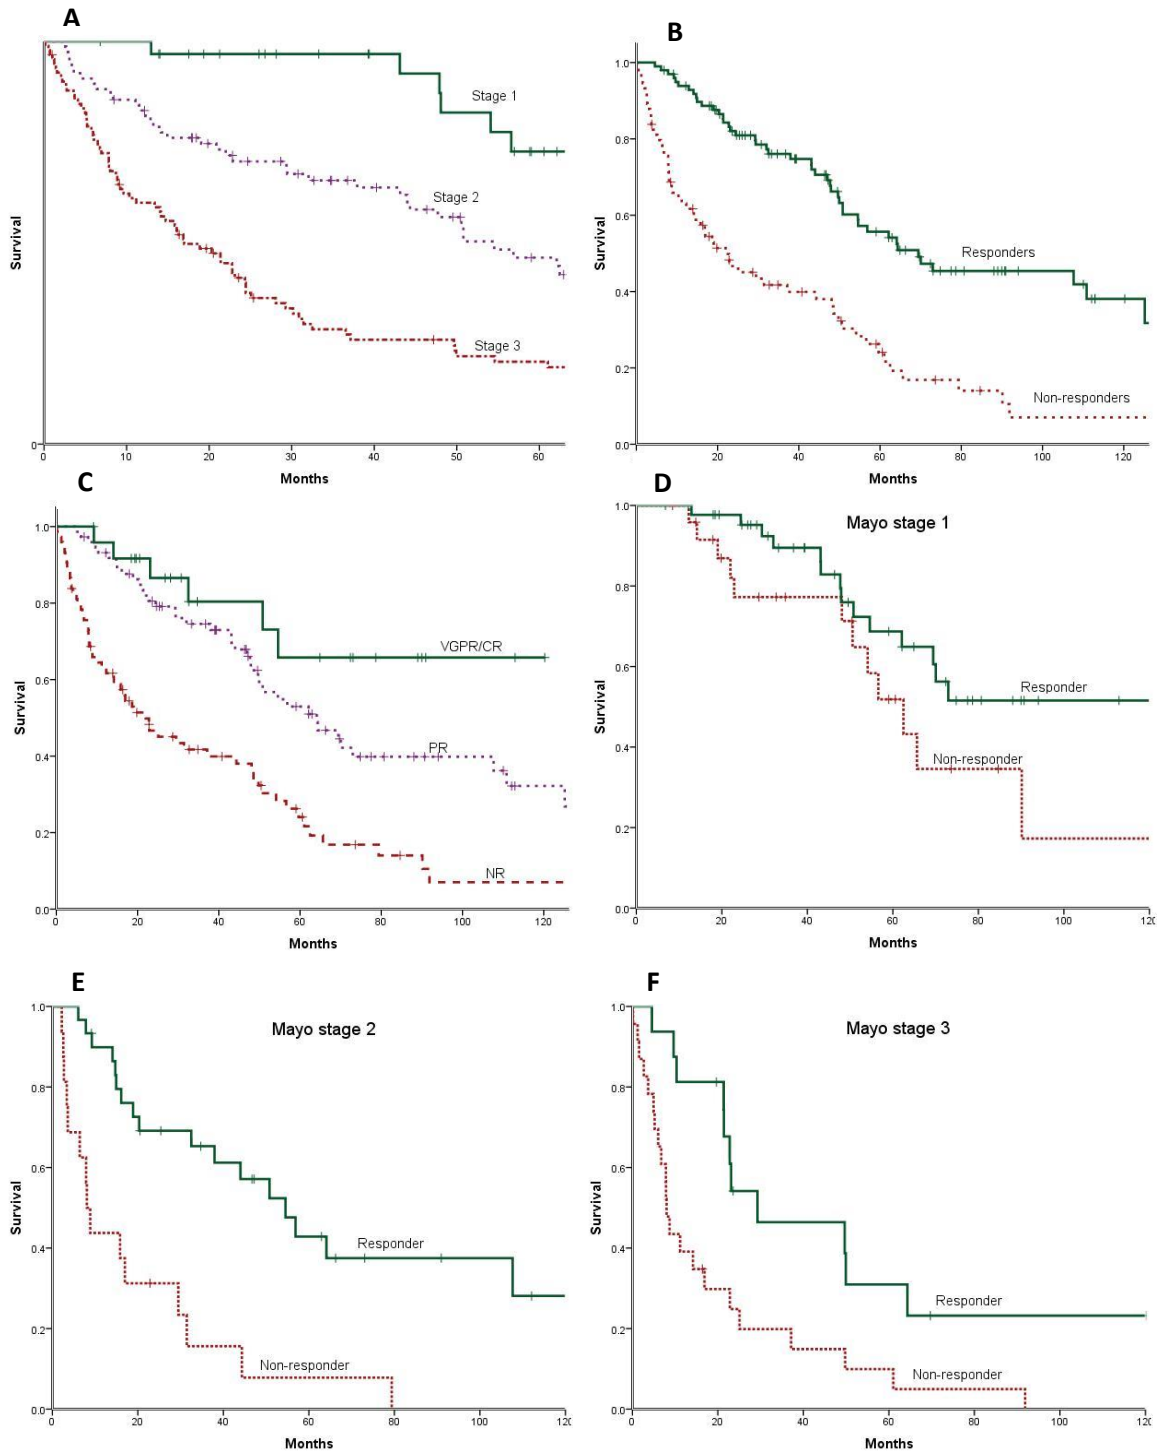 A
Survival
Stage 1
Stage 2
Stage 3
0
0 10 20 30 40 50 60
Months
B
Survival
1.0
0.8
0.6
0.4
0.2
0.0
Responders
Non-responders
20 40 60 80 100 120
Months
C
Survival
1.0
0.8
0.6
0.4
0.2
0.0
VGPR/CR
PR
NR
0 20 40 60 80 100 120
Months
D
Mayo stage 1
Survival
1.0
0.8
0.6
0.4
0.2
0.0
Responder
Non-responder
0 20 40 60 80 100 120
Months
E
Mayo stage 2
Survival
1.0
0.8
0.6
0.4
0.2
0.0
Responder
Non-responder
0 20 40 60 80 100 120
Months
F
Mayo stage 3
Survival
1.0
0.8
0.6
0.4
0.2
0.0
Responder
Non-responder
0 20 40 60 80 100 120
Months